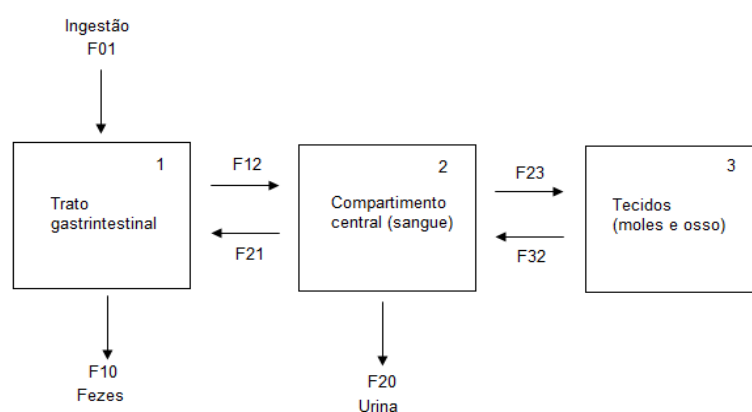 Ingestão
F01
1
Trato
gastrintestinal
F12
F21
2
Compartimento
central (sangue)
F23
F32
3
Tecidos
(moles e osso)
F10
Fezes
F20
Urina